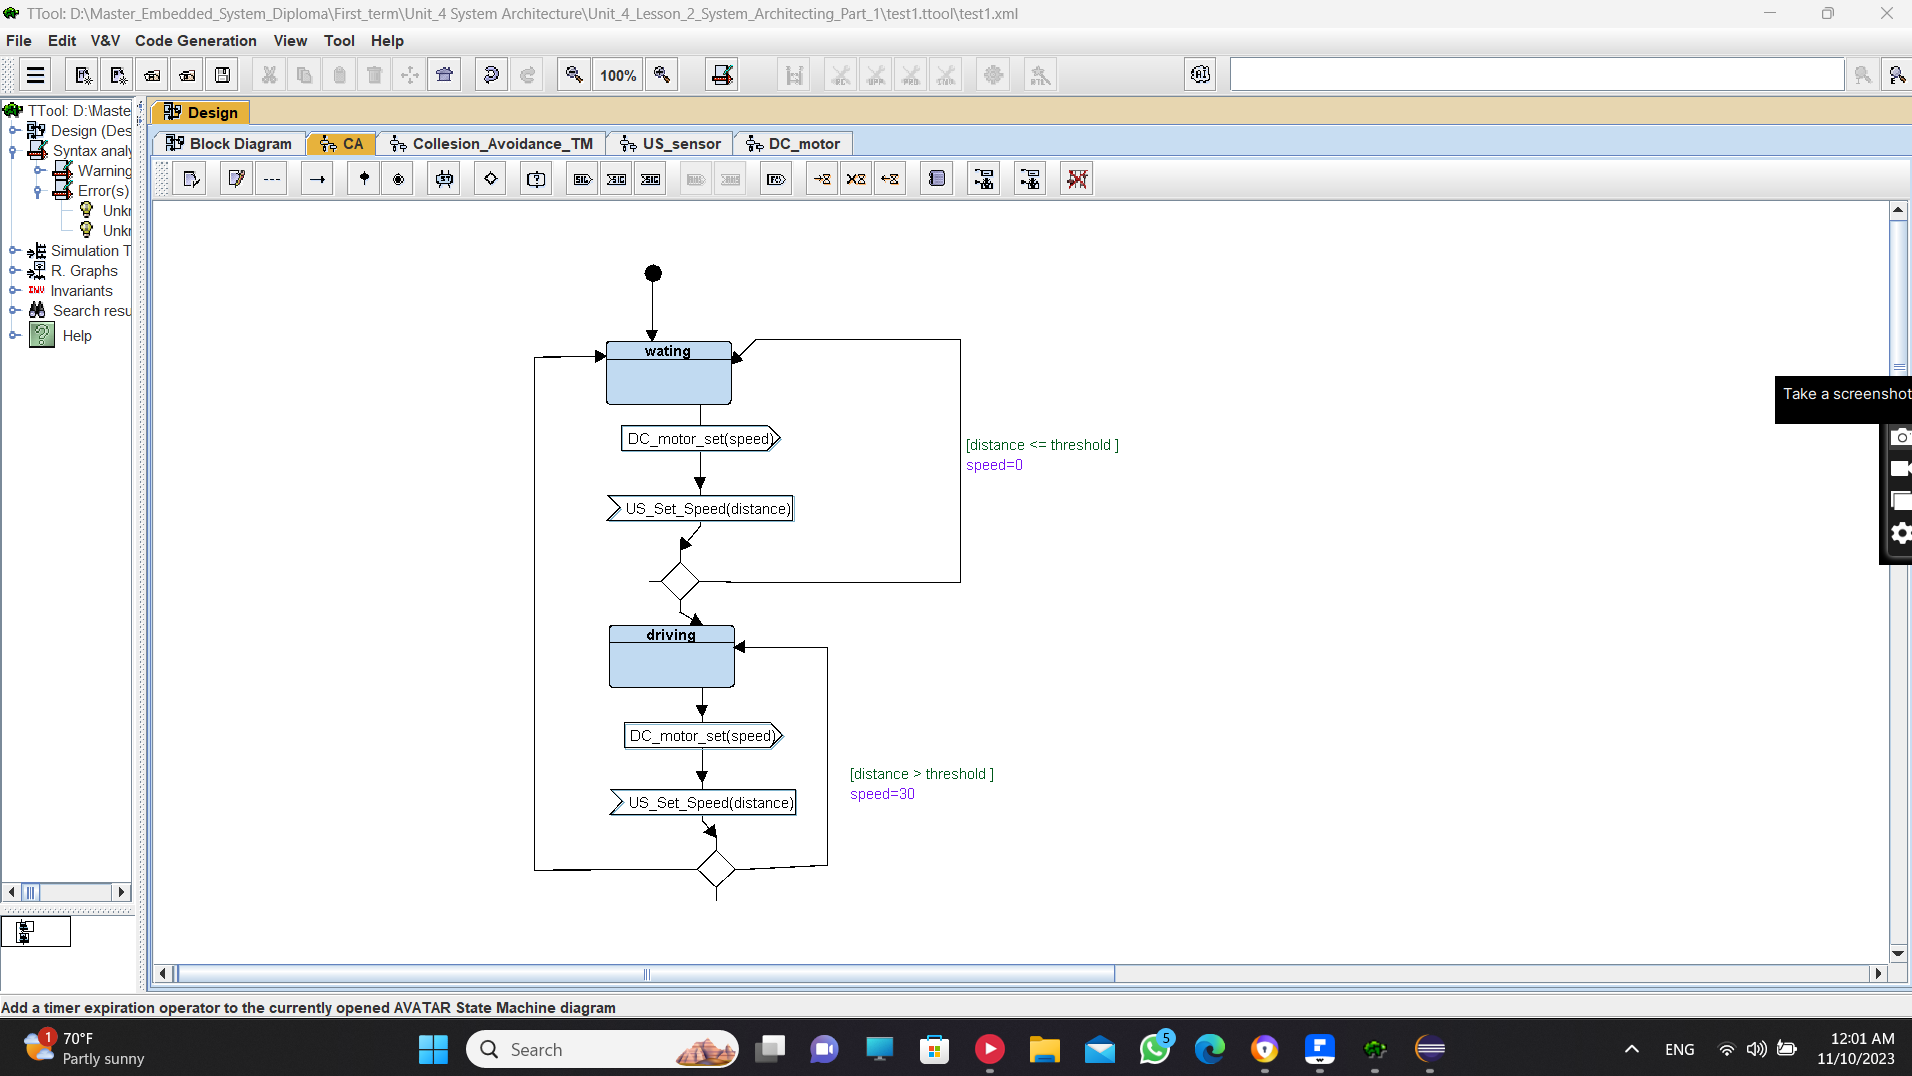 TTool: D:\Master_Embedded_System_Diploma\First_term\Unit_4 System Architecture\Unit_4_Lesson_2_System_Architecting_Part_1\test1.ttool\test1.xml
File Edit V&V Code Generation View Tool Help
100%
TTool: D:\Maste
Design (Des
Syntax analy
Warning
Error(s)
Unkr
Unkr
Simulation T
R. Graphs
Invariants
Search resu
Help
Design
Block Diagram CA Collesion_Avoidance_TM US_sensor DC_motor
wating
DC_motor_set(speed)
US_Set_Speed(distance)
[distance <= threshold ]
speed=0
driving
DC_motor_set(speed)
US_Set_Speed(distance)
[distance > threshold ]
speed=30
Take a screenshot
Add a timer expiration operator to the currently opened AVATAR State Machine diagram
1
70°F
Partly sunny
Search
5
ENG
12:01 AM
11/10/2023